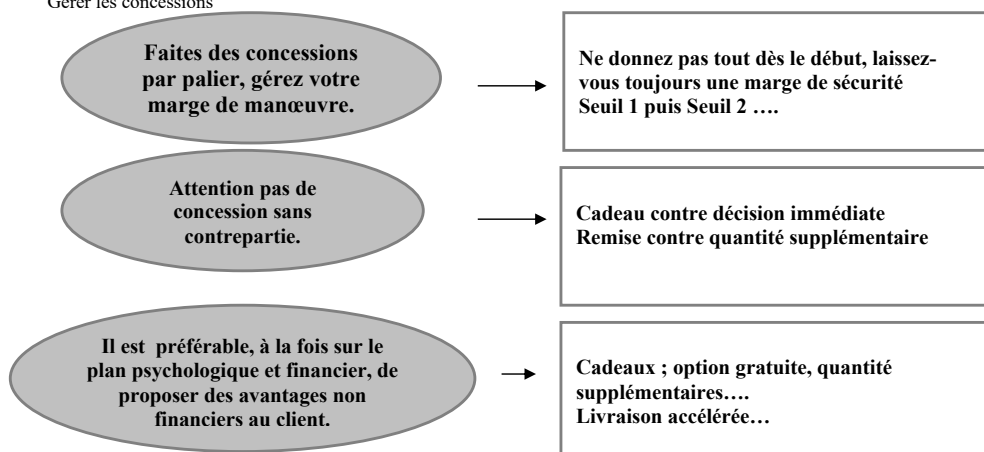 Gérer les concessions
Faites des concessions
par palier, gérez votre
marge de manœuvre.
Ne donnez pas tout dès le début, laissez-
vous toujours une marge de sécurité
Seuil 1 puis Seuil 2 ….
Attention pas de
concession sans
contrepartie.
Cadeau contre décision immédiate
Remise contre quantité supplémentaire
Il est  préférable, à la fois sur le
plan psychologique et financier, de
proposer des avantages non
financiers au client.
Cadeaux ; option gratuite, quantité
supplémentaires….
Livraison accélérée…